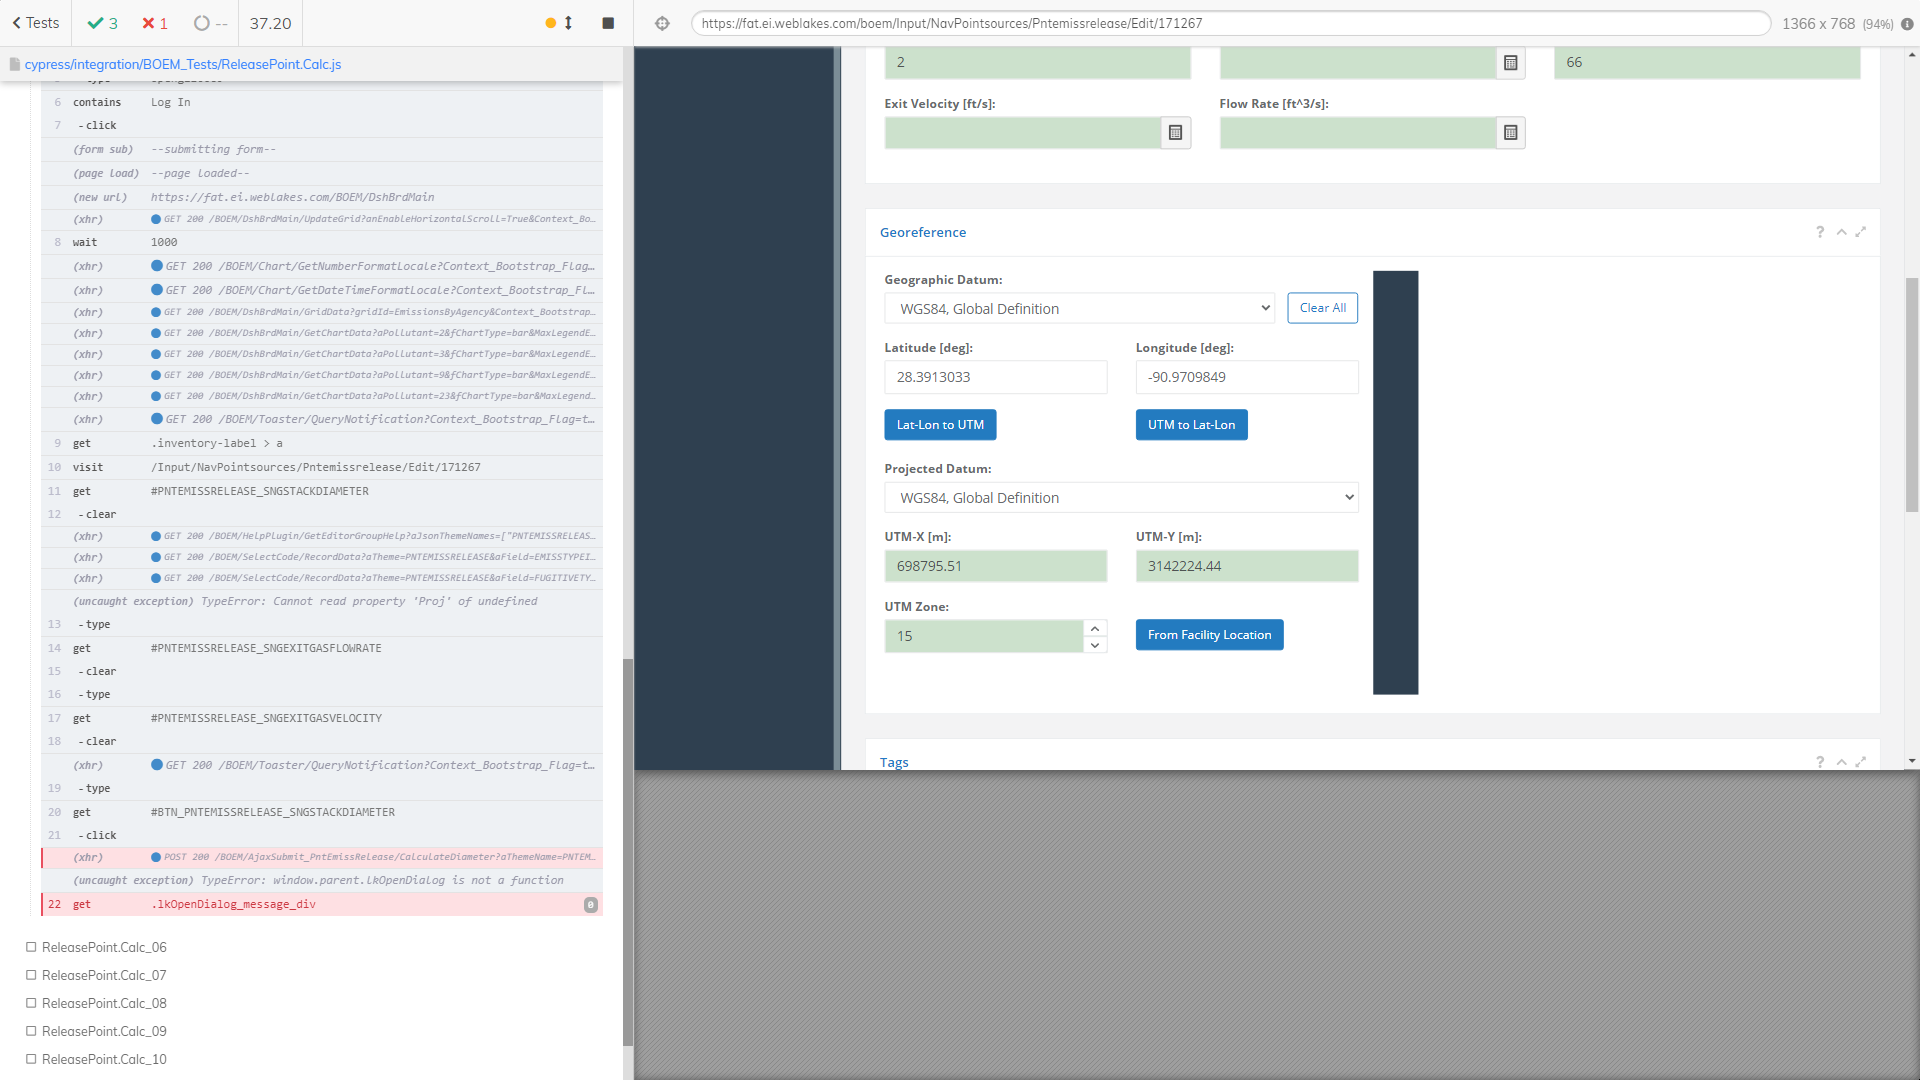 Tests
3
1
--
37.20
https://fat.ei.weblakes.com/boem/Input/NavPointsources/Pntemissrelease/Edit/171267
1366 x 768 (94%)
cypress/integration/BOEM_Tests/ReleasePoint.Calc.js
6 contains Log In
7 -click
(form sub) --submitting form--
(page load) --page loaded--
(new url) https://fat.ei.weblakes.com/BOEM/DshBrdMain
(xhr) GET 200 /BOEM/DshBrdMain/UpdateGrid?anEnableHorizontalScroll=True&Context_Bo…
8 wait 1000
(xhr) GET 200 /BOEM/Chart/GetNumberFormatLocale?Context_Bootstrap_Flag…
(xhr) GET 200 /BOEM/Chart/GetDateTimeFormatLocale?Context_Bootstrap_Fl…
(xhr) GET 200 /BOEM/DshBrdMain/GridData?gridId=EmissionsByAgency&Context_Bootstrap…
(xhr) GET 200 /BOEM/DshBrdMain/GetChartData?aPollutant=2&fChartType=bar&MaxLegendE…
(xhr) GET 200 /BOEM/DshBrdMain/GetChartData?aPollutant=3&fChartType=bar&MaxLegendE…
(xhr) GET 200 /BOEM/DshBrdMain/GetChartData?aPollutant=9&fChartType=bar&MaxLegendE…
(xhr) GET 200 /BOEM/DshBrdMain/GetChartData?aPollutant=23&fChartType=bar&MaxLegen…
(xhr) GET 200 /BOEM/Toaster/QueryNotification?Context_Bootstrap_Flag=t…
9 get .inventory-label > a
10 visit /Input/NavPointsources/Pntemissrelease/Edit/171267
11 get #PNTEMISSRELEASE_SNGSTACKDIAMETER
12 -clear
(xhr) GET 200 /BOEM/HelpPlugin/GetEditorGroupHelp?aJsonThemeNames=["PNTEMISSRELEAS…
(xhr) GET 200 /BOEM/SelectCode/RecordData?aTheme=PNTEMISSRELEASE&aField=EMISSTYPEI…
(xhr) GET 200 /BOEM/SelectCode/RecordData?aTheme=PNTEMISSRELEASE&aField=FUGITIVETY…
(uncaught exception) TypeError: Cannot read property 'Proj' of undefined
13 -type
14 get #PNTEMISSRELEASE_SNGEXITGASFLOWRATE
15 -clear
16 -type
17 get #PNTEMISSRELEASE_SNGEXITGASVELOCITY
18 -clear
(xhr) GET 200 /BOEM/Toaster/QueryNotification?Context_Bootstrap_Flag=t…
19 -type
20 get #BTN_PNTEMISSRELEASE_SNGSTACKDIAMETER
21 -click
(xhr) POST 200 /BOEM/AjaxSubmit_PntEmissRelease/CalculateDiameter?aThemeName=PNTEM…
(uncaught exception) TypeError: window.parent.lkOpenDialog is not a function
22 get .lkOpenDialog_message_div 0
ReleasePoint.Calc_06
ReleasePoint.Calc_07
ReleasePoint.Calc_08
ReleasePoint.Calc_09
ReleasePoint.Calc_10
2
66
Exit Velocity [ft/s]:
Flow Rate [ft^3/s]:
Georeference
?
Geographic Datum:
WGS84, Global Definition
Clear All
Latitude [deg]:
Longitude [deg]:
28.3913033
-90.9709849
Lat-Lon to UTM
UTM to Lat-Lon
Projected Datum:
WGS84, Global Definition
UTM-X [m]:
UTM-Y [m]:
698795.51
3142224.44
UTM Zone:
15
From Facility Location
Tags
?